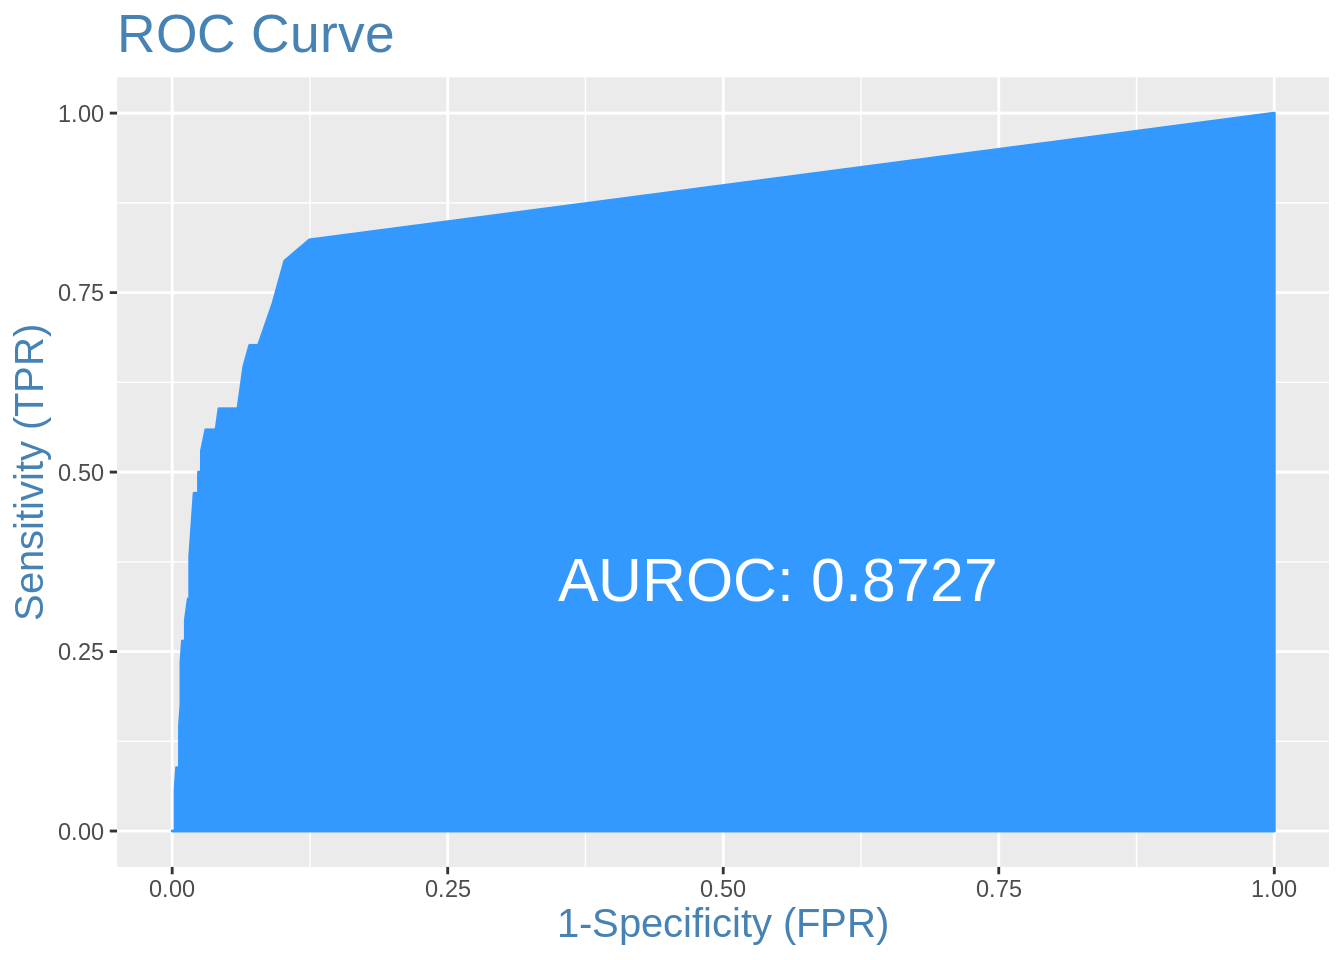 ROC Curve
1.00
0.75
0.50
0.25
0.00
Sensitivity (TPR)
AUROC: 0.8727
0.00 0.25 0.50 0.75 1.00
1-Specificity (FPR)